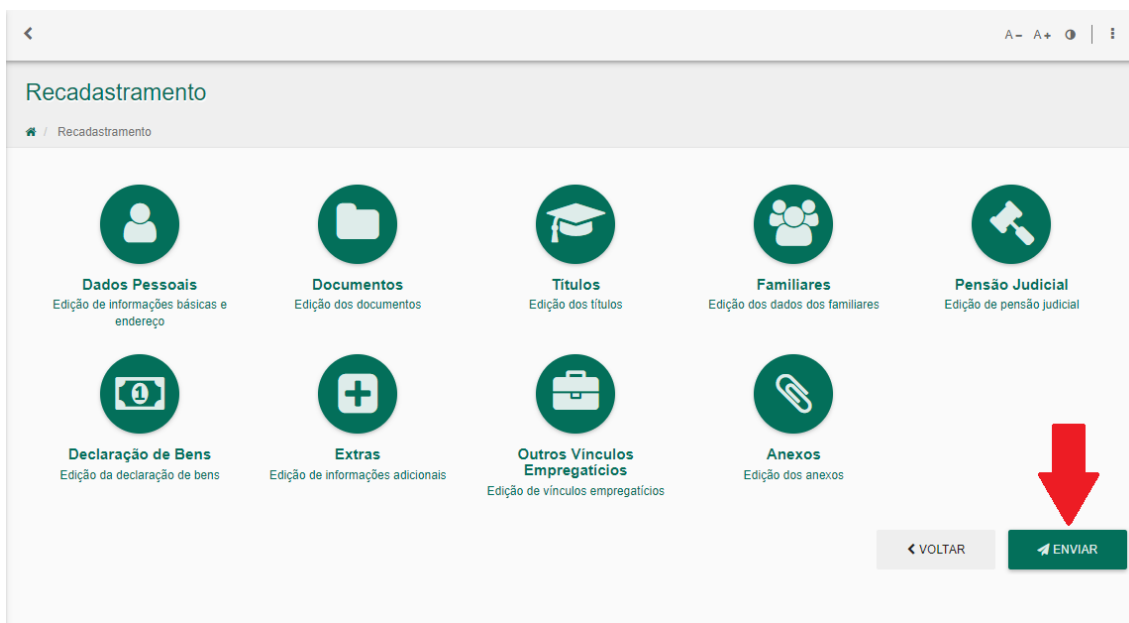 A- A+
Recadastramento
/ Recadastramento
Dados Pessoais
Edição de informações básicas e
endereço
Documentos
Edição dos documentos
Títulos
Edição dos títulos
Familiares
Edição dos dados dos familiares
Pensão Judicial
Edição de pensão judicial
1
Declaração de Bens
Edição da declaração de bens
Extras
Edição de informações adicionais
Outros Vínculos
Empregatícios
Edição de vínculos empregatícios
Anexos
Edição dos anexos
VOLTAR
ENVIAR